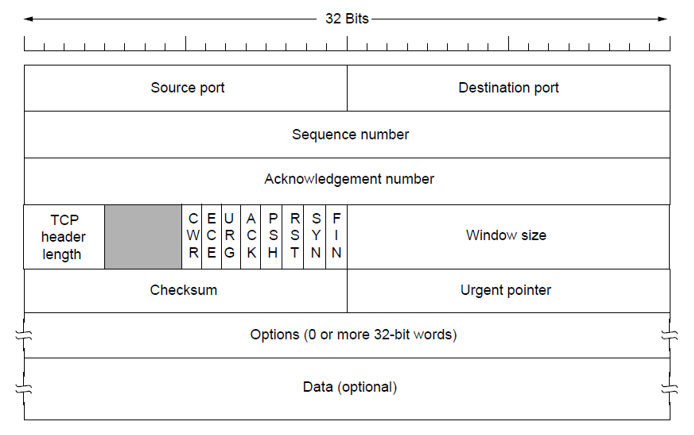 32 Bits
Source port
Destination port
Sequence number
Acknowledgement number
TCP
header
length
CWR
ECE
URG
ACK
PSH
RST
SYN
FIN
Window size
Checksum
Urgent pointer
Options (0 or more 32-bit words)
Data (optional)